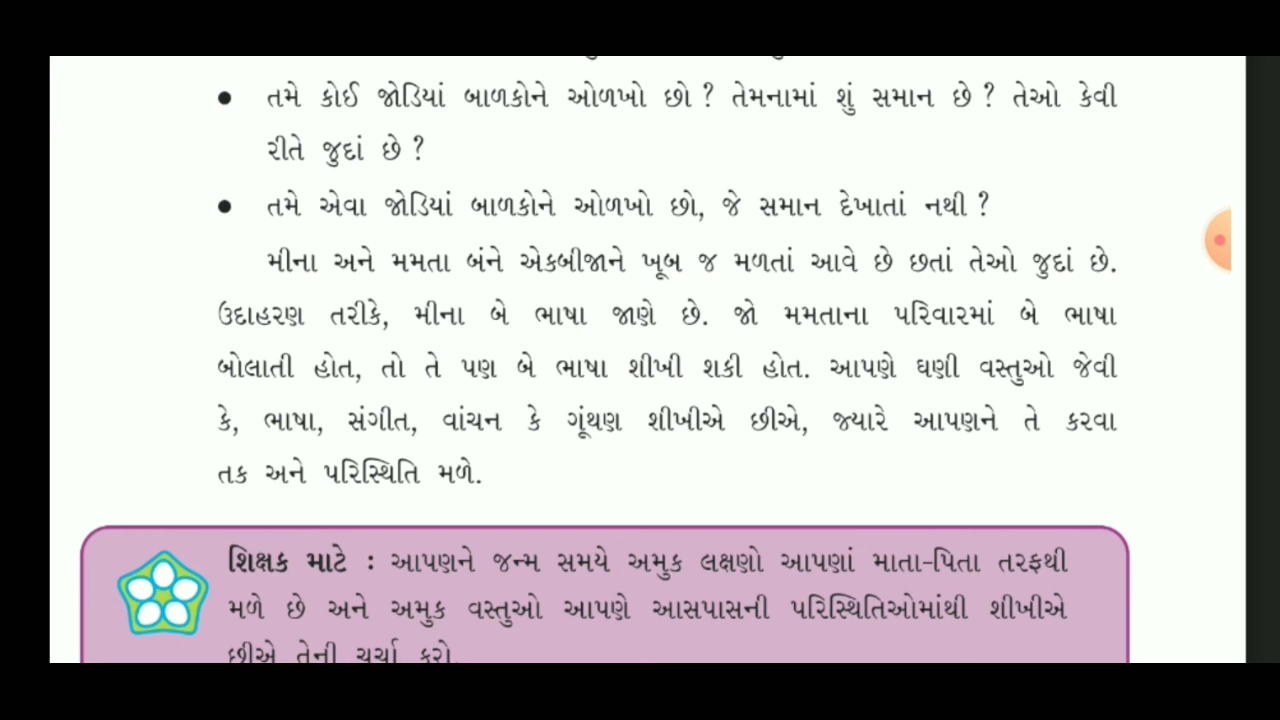 • તમે કોઈ જોડિયાં બાળકોને ઓળખો છો ? તેમનામાં શું સમાન છે ? તેઓ કેવી
રીતે જુદાં છે ?
• તમે એવા જોડિયાં બાળકોને ઓળખો છો, જે સમાન દેખાતાં નથી ?
મીના અને મમતા બંને એકબીજાને ખૂબ જ મળતાં આવે છે છતાં તેઓ જુદાં છે.
ઉદાહરણ તરીકે, મીના બે ભાષા જાણે છે. જો મમતાના પરિવારમાં બે ભાષા
બોલાતી હોત, તો તે પણ બે ભાષા શીખી શકી હોત. આપણે ઘણી વસ્તુઓ જેવી
કે, ભાષા, સંગીત, વાંચન કે ગૂંથણ શીખીએ છીએ, જ્યારે આપણને તે કરવા
તક અને પરિસ્થિતિ મળે.
શિક્ષક માટે : આપણને જન્મ સમયે અમુક લક્ષણો આપણાં માતા-પિતા તરફથી
મળે છે અને અમુક વસ્તુઓ આપણે આસપાસની પરિસ્થિતિઓમાંથી શીખીએ
છીએ તેની ચર્ચા કરો.